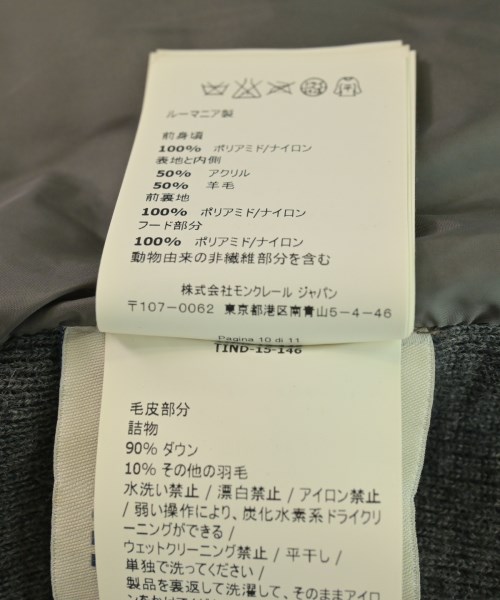 ルーマニア製
前身頃
100% ポリアミド/ナイロン
表地と内側
50% アクリル
50% 羊毛
前裏地
100% ポリアミド/ナイロン
フード部分
100% ポリアミド/ナイロン
動物由来の非繊維部分を含む
株式会社モンクレール ジャパン
〒107-0062 東京都港区南青山5-4-46
Pagina 10 di 11
TIND-15-146
毛皮部分
詰物
90% ダウン
10% その他の羽毛
水洗い禁止 / 漂白禁止 / アイロン禁止
/ 弱い操作により、炭化水素系ドライクリ
ーニングができる /
ウェットクリーニング禁止 / 平干し /
単独で洗ってください /
製品を裏返して洗濯して、そのままアイロ